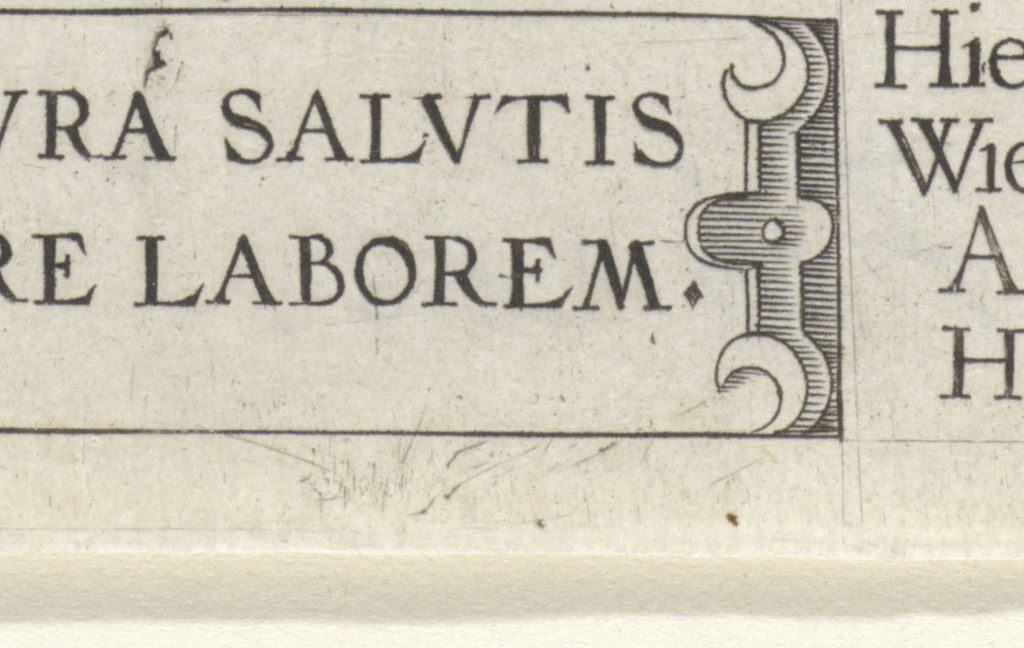 VRA SALVTIS
RE LABOREM.
Hie
Wie
A
H